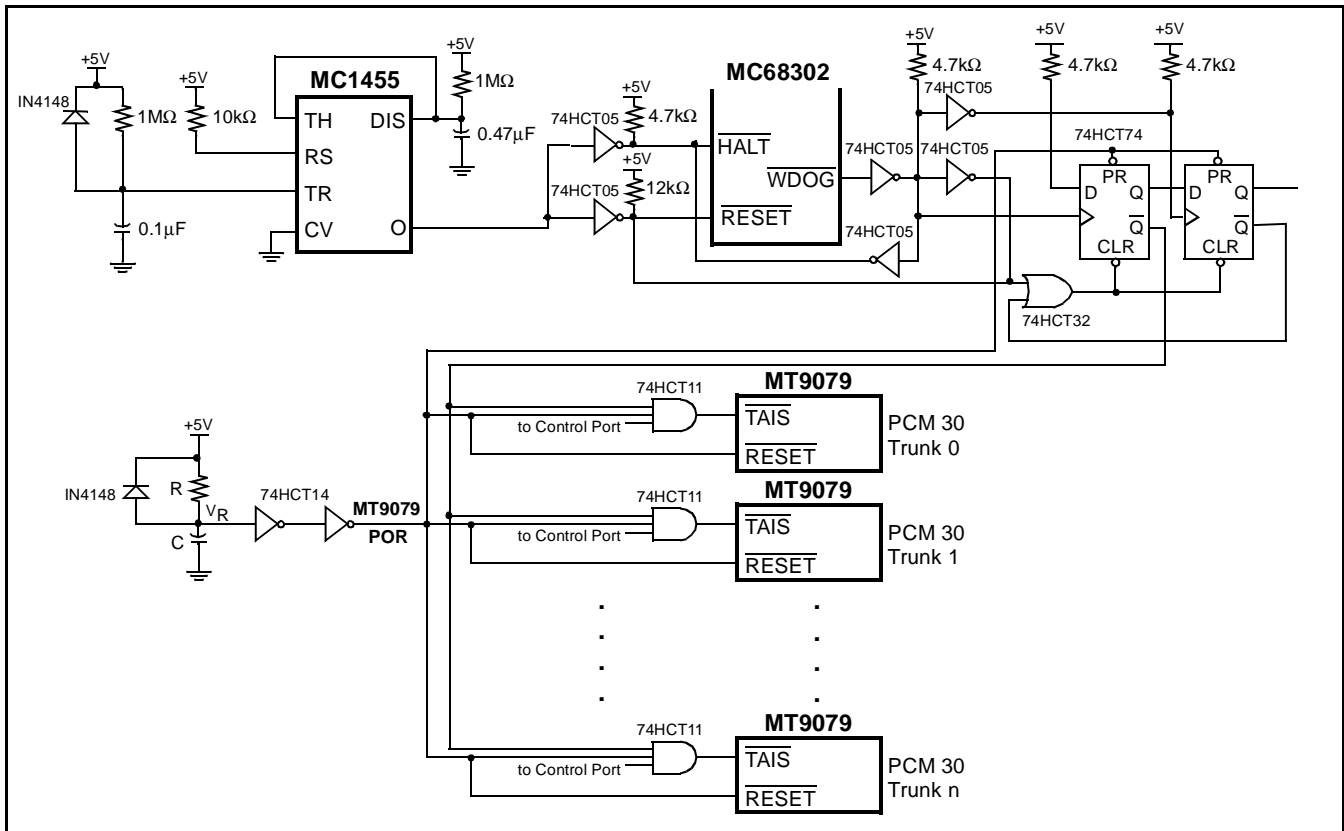 +5V
+5V
+5V
+5V
+5V
+5V
MC1455
MC68302
IN4148
1MΩ
10kΩ
1MΩ
0.47µF
+5V
4.7kΩ
4.7kΩ
4.7kΩ
4.7kΩ
74HCT05
74HCT05
74HCT74
TH
DIS
RS
TR
CV
O
0.1µF
+5V
12kΩ
74HCT05
HALT
WDOG
RESET
74HCT05
74HCT05
74HCT05
PR
D
Q
Q
CLR
PR
D
Q
Q
CLR
74HCT32
74HCT11
MT9079
to Control Port
TAIS
RESET
PCM 30
Trunk 0
+5V
IN4148
R
VR
C
74HCT14
MT9079
POR
74HCT11
MT9079
to Control Port
TAIS
RESET
PCM 30
Trunk 1
74HCT11
MT9079
to Control Port
TAIS
RESET
PCM 30
Trunk n